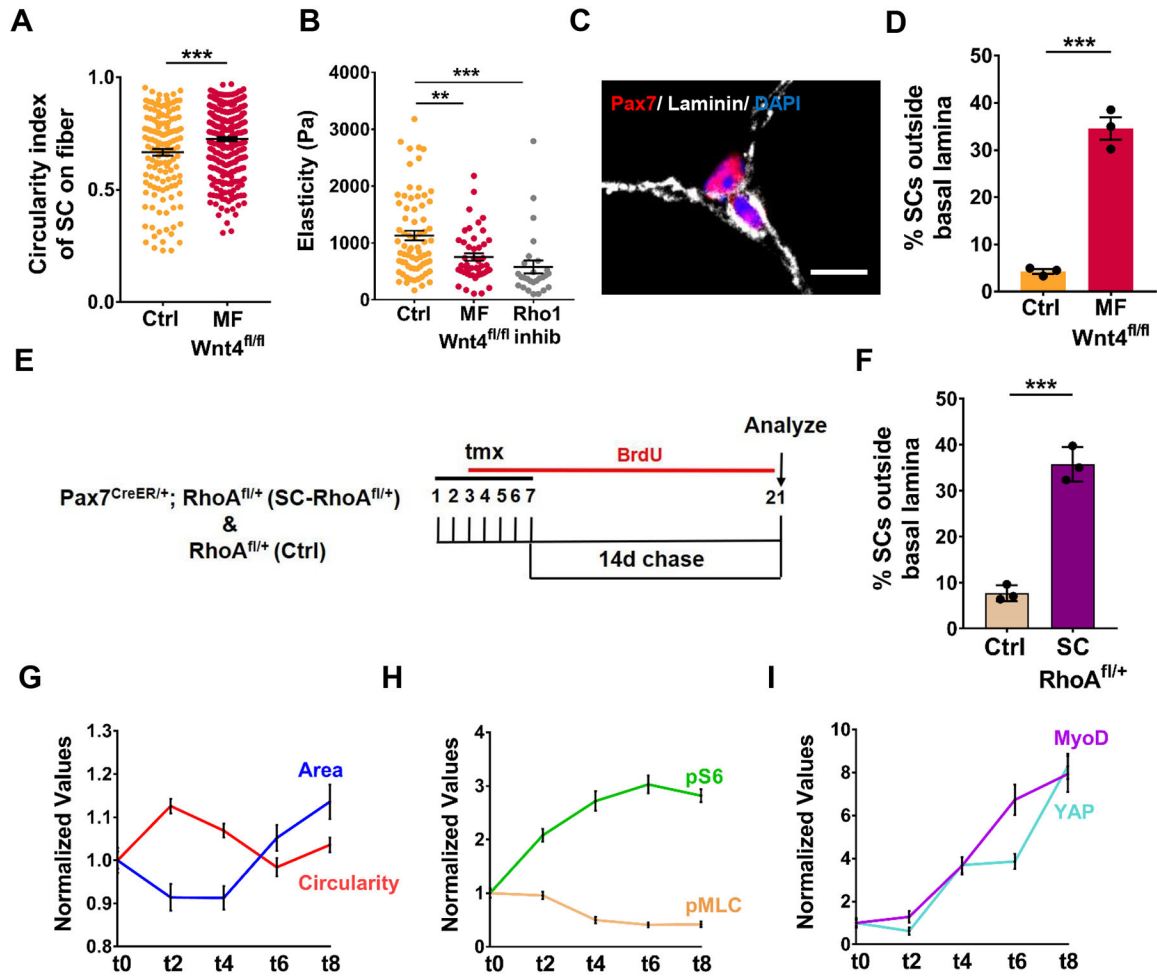 A
Circularity index
of SC on fiber
1.0
0.5
0.0
***
Ctrl
MF
Wnt4fl/fl
B
Elasticity (Pa)
4000
3000
2000
1000
0
***
**
Ctrl
MF
Wnt4fl/fl
Rho1
inhib
C
Pax7/ Laminin/ DAPI
D
% SCs outside
basal lamina
50
40
30
20
10
0
***
Ctrl
MF
Wnt4fl/fl
E
Pax7CreER/+; RhoAfl/+ (SC-RhoAfl/+)
&
RhoAfl/+ (Ctrl)
tmx
BrdU
Analyze
1 2 3 4 5 6 7
21
14d chase
F
% SCs outside
basal lamina
50
40
30
20
10
0
***
Ctrl
SC
RhoAfl/+
G
Normalized Values
1.3
1.2
1.1
1.0
0.9
0.8
Area
Circularity
t0 t2 t4 t6 t8
H
Normalized Values
4
3
2
1
0
pS6
pMLC
t0 t2 t4 t6 t8
I
Normalized Values
10
8
6
4
2
0
MyoD
YAP
t0 t2 t4 t6 t8